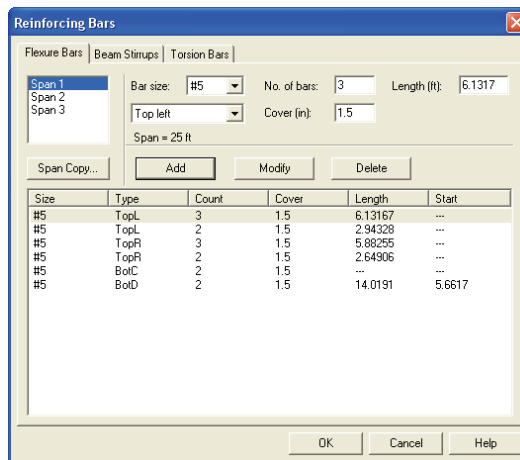 Reinforcing Bars
Flexure Bars Beam Stirrups Torsion Bars
Span 1
Span 2
Span 3
Bar size: #5 No. of bars: 3 Length (ft): 6.1317
Top left Cover (in): 1.5
Span = 25 ft
Span Copy... Add Modify Delete
Size Type Count Cover Length Start
#5 TopL 3 1.5 6.13167 ---
#5 TopL 2 1.5 2.94328 ---
#5 TopR 3 1.5 5.88255 ---
#5 TopR 2 1.5 2.64906 ---
#5 BotC 2 1.5 --- ---
#5 BotD 2 1.5 14.0191 5.6617
OK Cancel Help